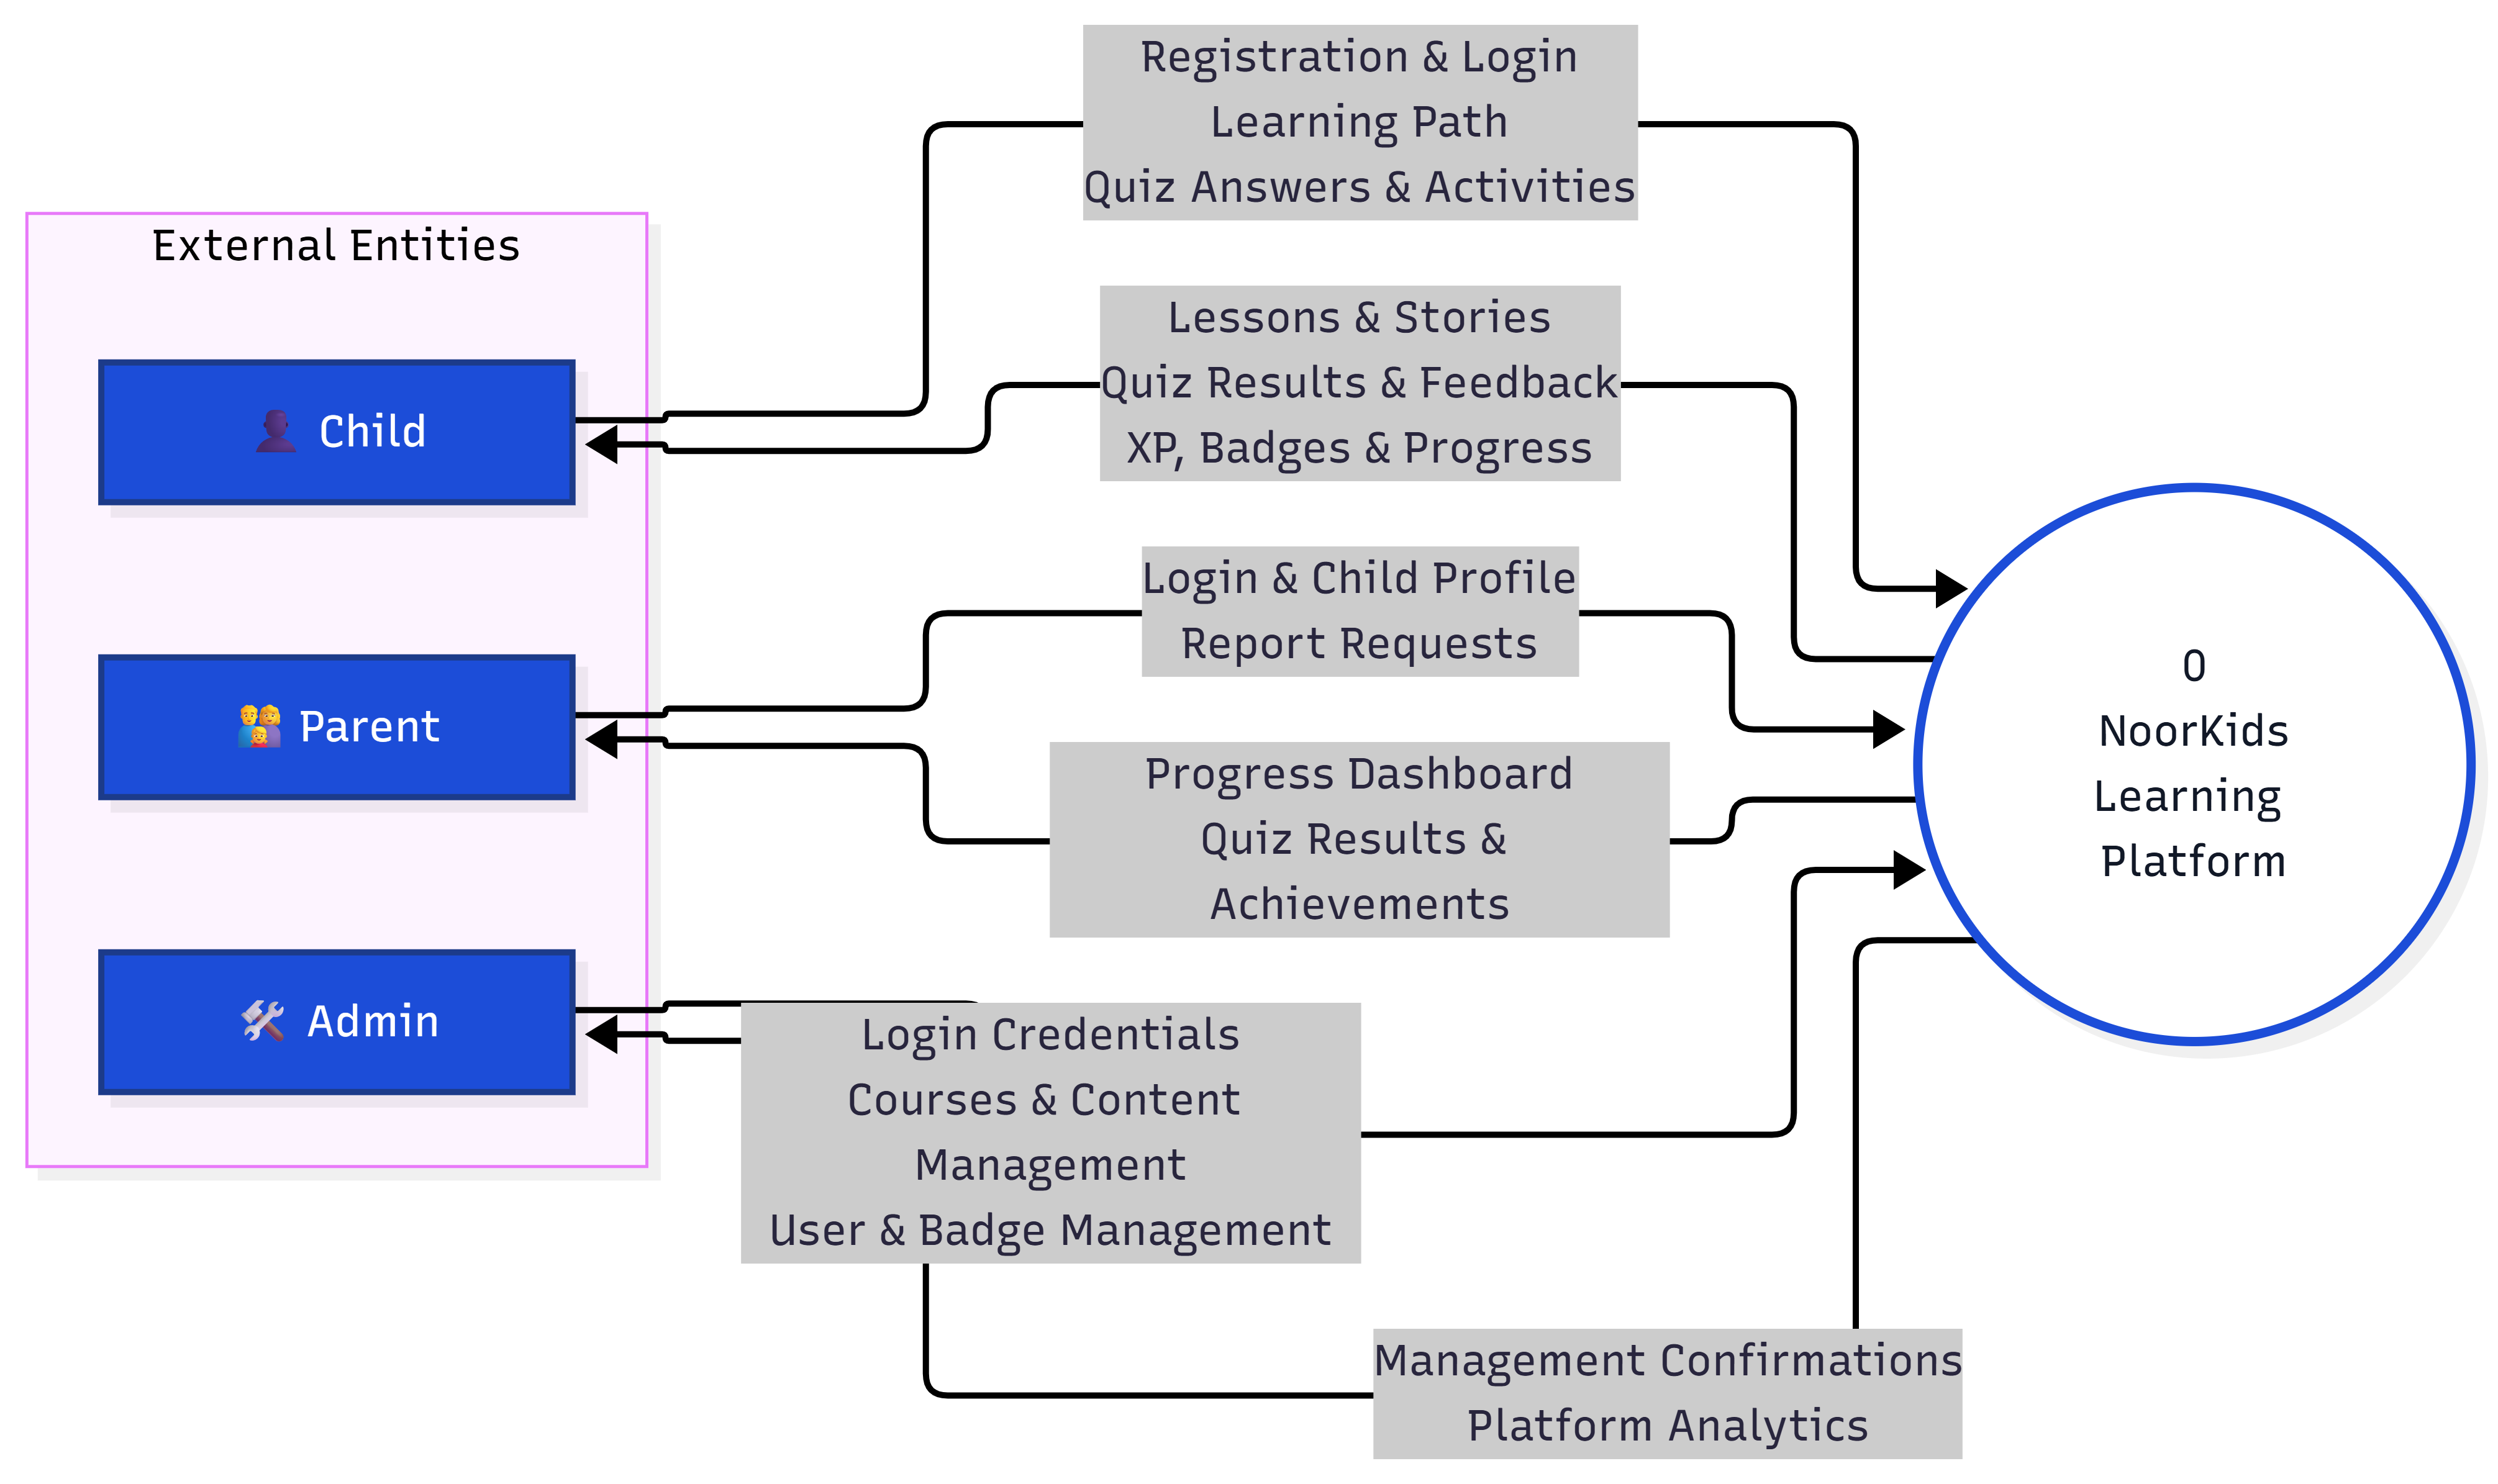 Registration & Login
Learning Path
Quiz Answers & Activities
External Entities
Lessons & Stories
Quiz Results & Feedback
XP, Badges & Progress
Child
Login & Child Profile
Report Requests
Parent
Progress Dashboard
Quiz Results &
Achievements
0
NoorKids
Learning
Platform
Admin
Login Credentials
Courses & Content
Management
User & Badge Management
Management Confirmations
Platform Analytics